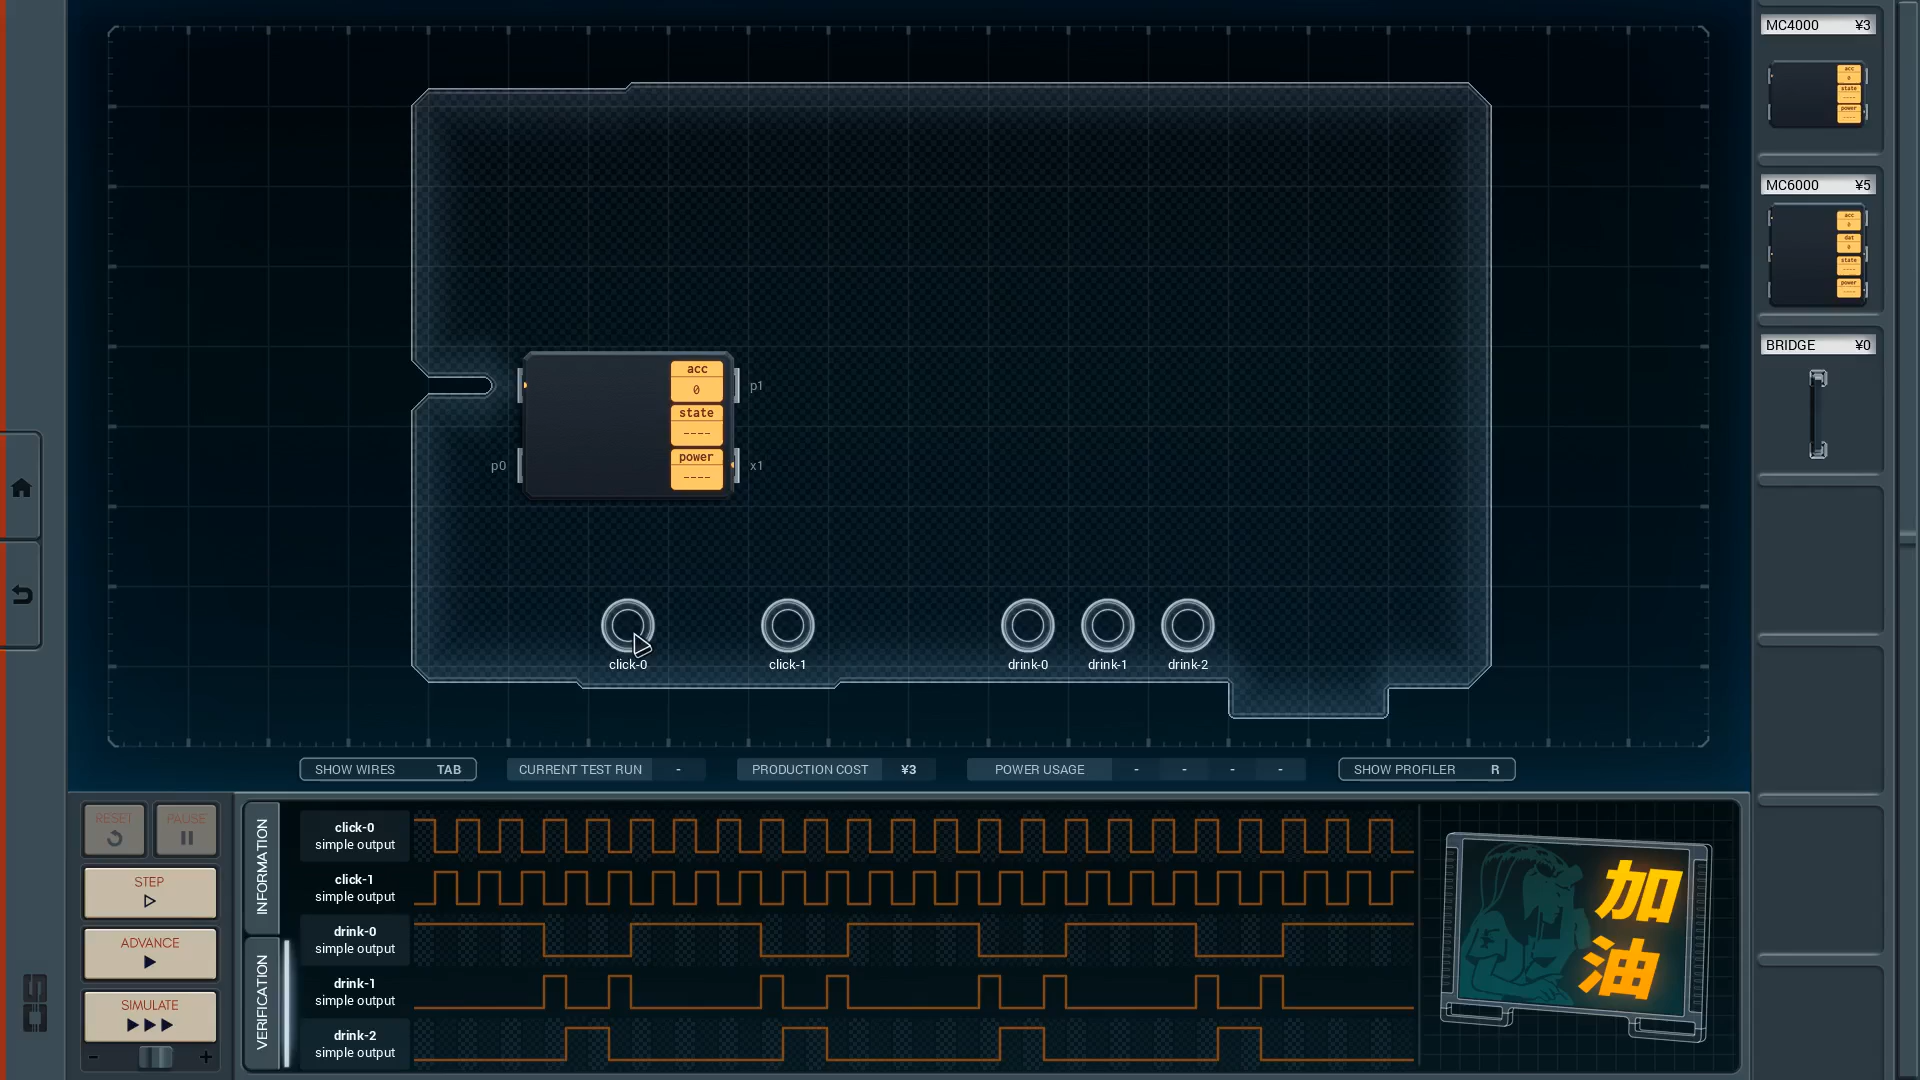 MC4000 ¥3
acc
0
state
----
power
----
MC6000 ¥5
acc
0
dat
0
state
----
power
----
BRIDGE ¥0
acc
0
state
----
power
----
p1
p0
x1
click-0
click-1
drink-0
drink-1
drink-2
SHOW WIRES TAB
CURRENT TEST RUN -
PRODUCTION COST ¥3
POWER USAGE - - - -
SHOW PROFILER R
RESET
PAUSE
STEP
ADVANCE
SIMULATE
- +
INFORMATION
VERIFICATION
click-0
simple output
click-1
simple output
drink-0
simple output
drink-1
simple output
drink-2
simple output
加
油